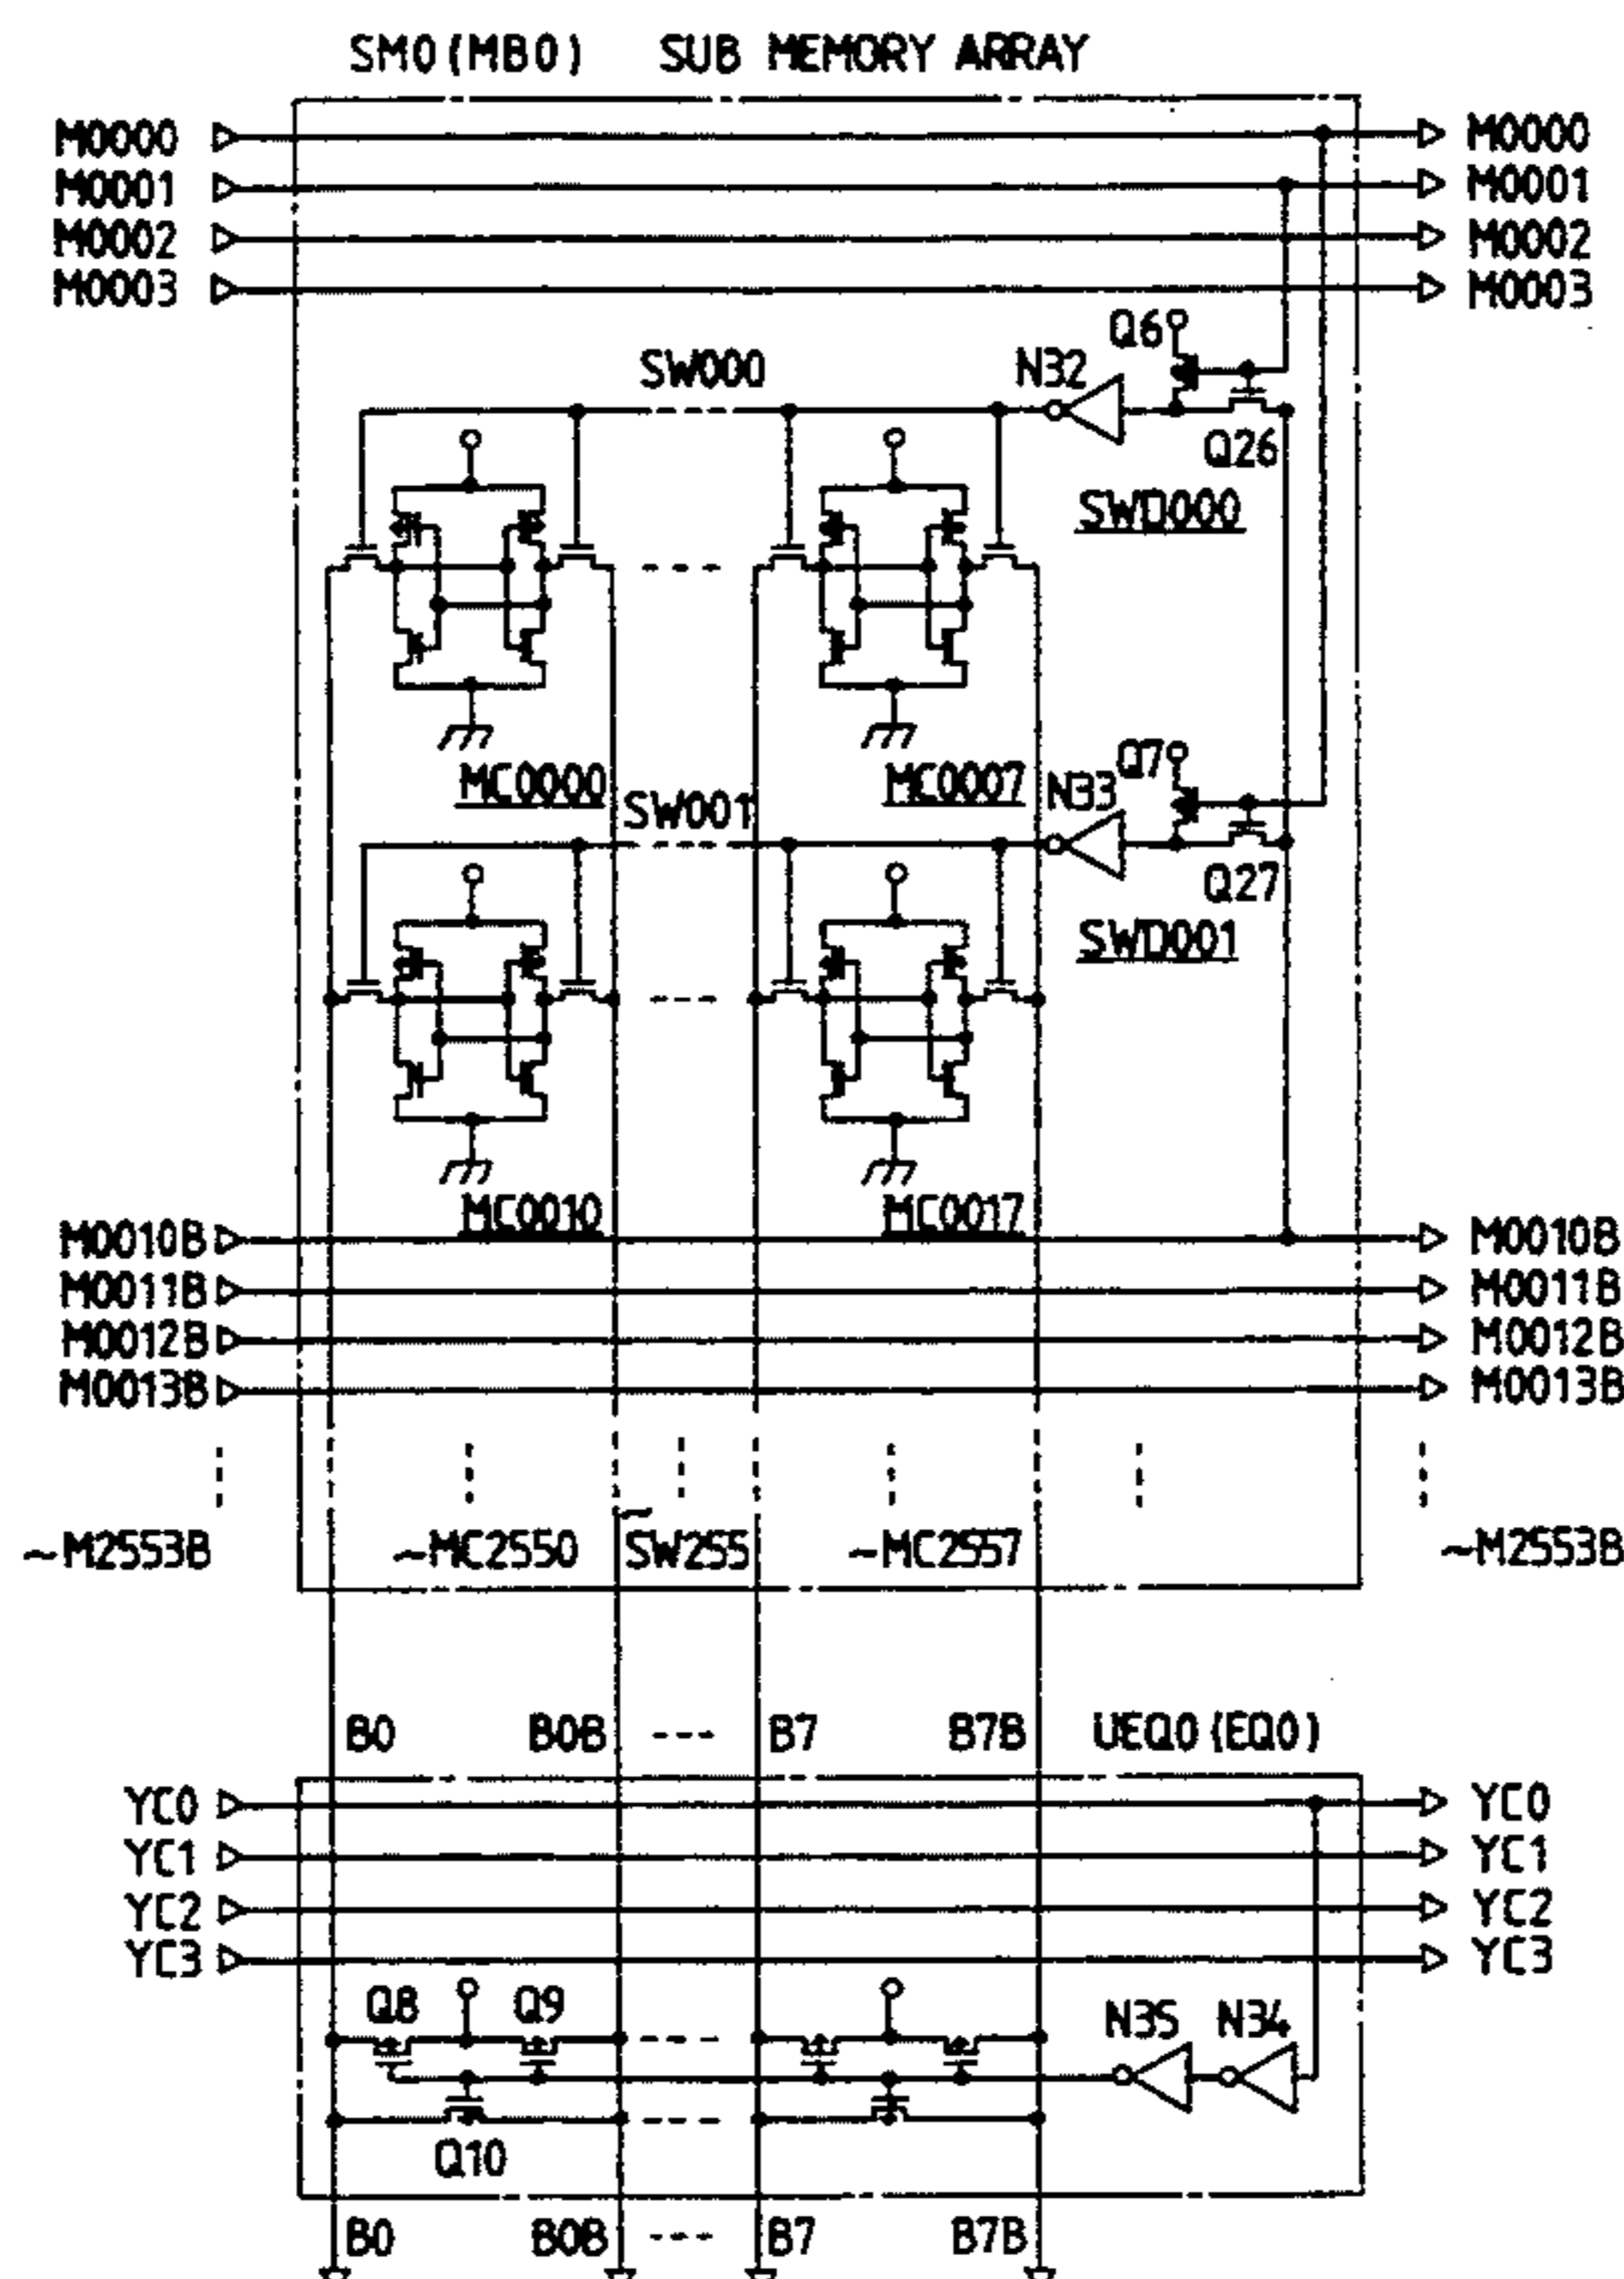 SM0 (MB0) SUB MEMORY ARRAY
M0000 M0000
M0001 M0001
M0002 M0002
M0003 M0003
Q6
SW000 N32
Q26
SWD000
Q7
MC0000 MC0007 N33
SW001
Q27
SWD001
MC0010 MC0017
M0010B M0010B
M0011B M0011B
M0012B M0012B
M0013B M0013B
~M2553B ~MC2550 ~SW255 ~MC2557 ~M2553B
B0 B0B B7 B7B UEQ0 (EQ0)
YC0 YC0
YC1 YC1
YC2 YC2
YC3 YC3
Q8 Q9 N35 N34
Q10
B0 B0B B7 B7B